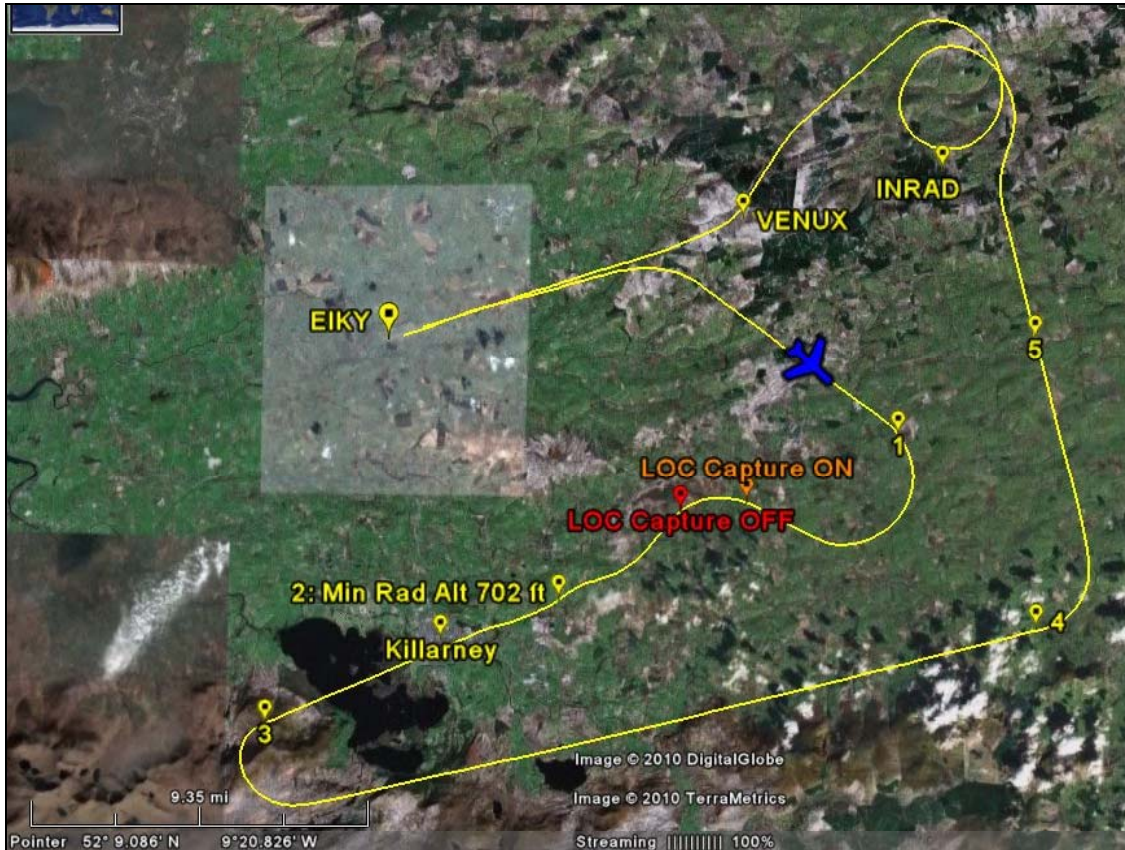 INRAD
VENUX
EIKY
5
1
LOC Capture ON
LOC Capture OFF
2: Min Rad Alt 702 ft
4
Killarney
3
Image © 2010 DigitalGlobe
9.35 mi
Image © 2010 TerraMetrics
Pointer 52° 9.086' N 9°20.826' W Streaming |||||||||| 100%